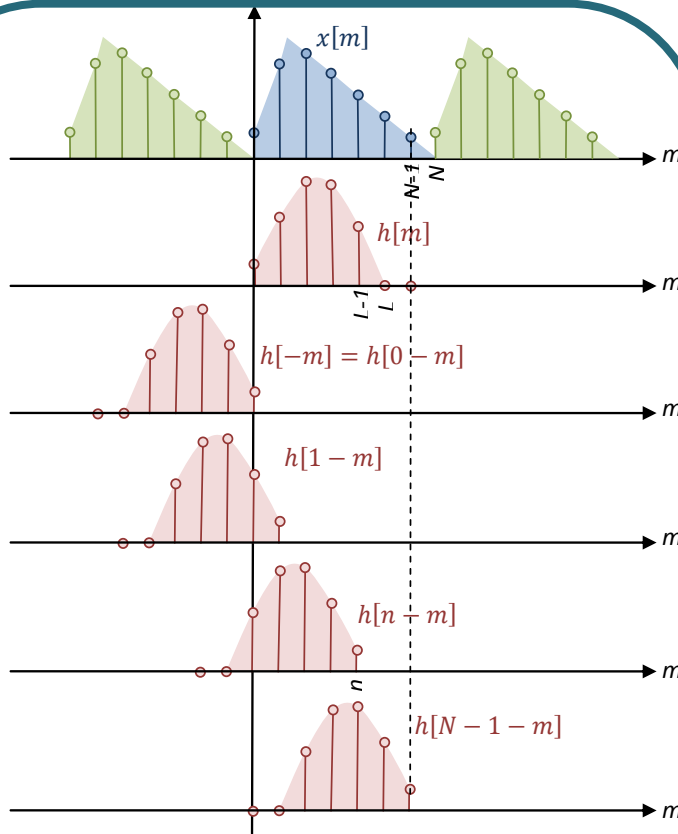 x[m]
m
N-1
N
h[m]
m
L-1
L
h[−m] = h[0 − m]
m
h[1 − m]
m
h[n − m]
m
n
h[N − 1 − m]
m